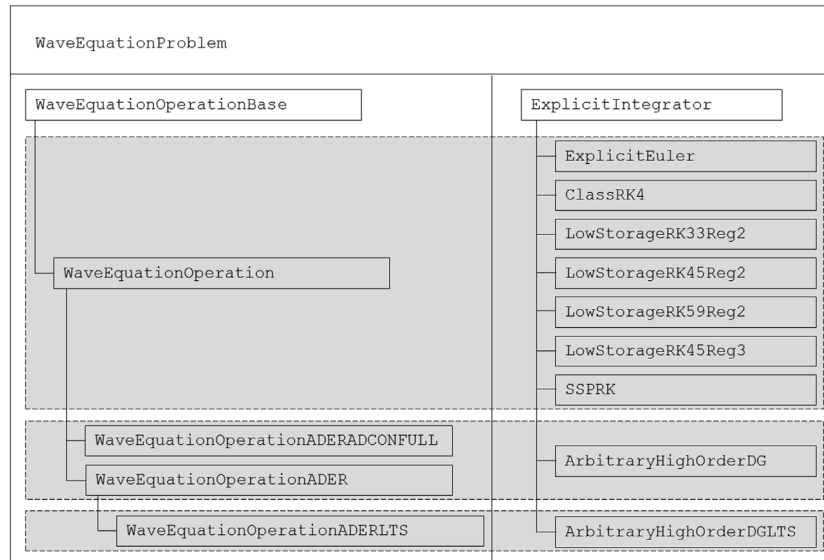 WaveEquationProblem
WaveEquationOperationBase
ExplicitIntegrator
ExplicitEuler
ClassRK4
LowStorageRK33Reg2
WaveEquationOperation
LowStorageRK45Reg2
LowStorageRK59Reg2
LowStorageRK45Reg3
SSPRK
WaveEquationOperationADERADCONFULL
ArbitraryHighOrderDG
WaveEquationOperationADER
WaveEquationOperationADERLTS
ArbitraryHighOrderDGLTS